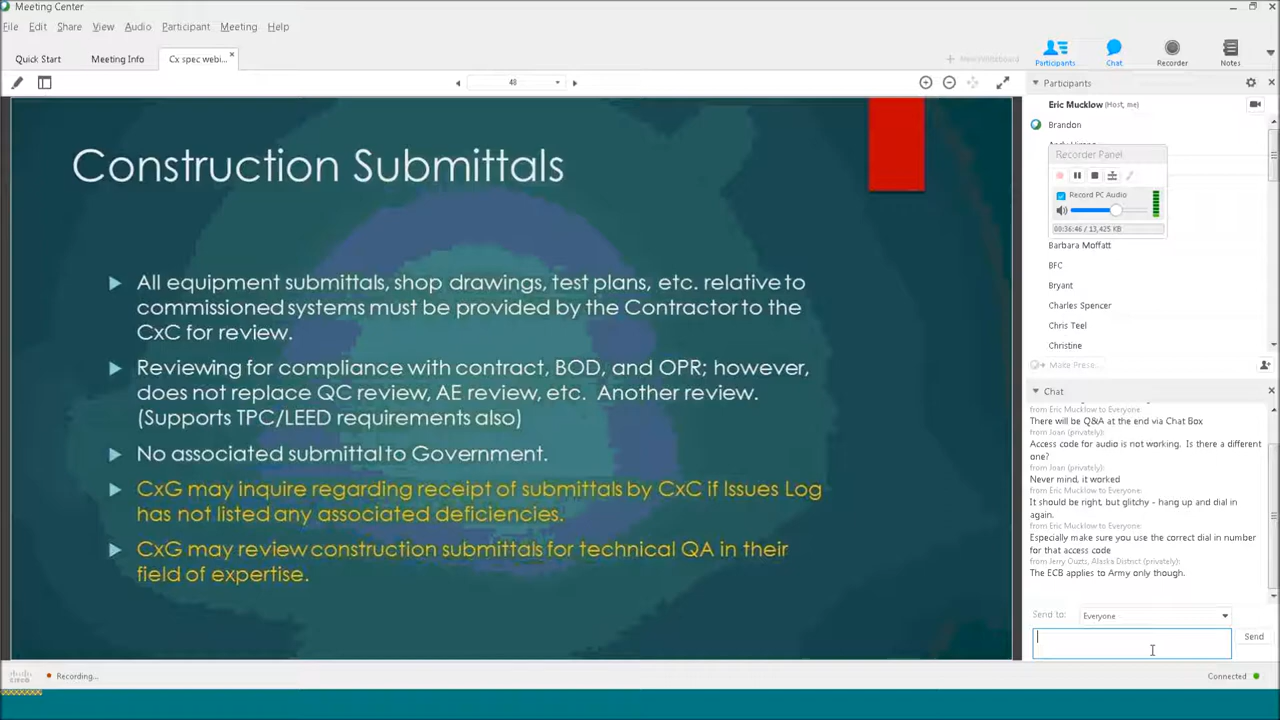 Meeting Center
File Edit Share View Audio Participant Meeting Help
Quick Start Meeting Info Cx spec webi...
New Whiteboard
Participants Chat Recorder Notes
48
Construction Submittals
All equipment submittals, shop drawings, test plans, etc. relative to
commissioned systems must be provided by the Contractor to the
CxC for review.
Reviewing for compliance with contract, BOD, and OPR; however,
does not replace QC review, AE review, etc. Another review.
(Supports TPC/LEED requirements also)
No associated submittal to Government.
CxG may inquire regarding receipt of submittals by CxC if Issues Log
has not listed any associated deficiencies.
CxG may review construction submittals for technical QA in their
field of expertise.
Participants
Eric Mucklow (Host, me)
Brandon
Recorder Panel
Record PC Audio
00:36:46 / 13,425 KB
Barbara Moffatt
BFC
Bryant
Charles Spencer
Chris Teel
Christine
Make Prese...
Chat
from Eric Mucklow to Everyone:
There will be Q&A at the end via Chat Box
from Joan (privately):
Access code for audio is not working. Is there a different
one?
from Joan (privately):
Never mind, it worked
from Eric Mucklow to Everyone:
It should be right, but glitchy - hang up and dial in
again.
from Eric Mucklow to Everyone:
Especially make sure you use the correct dial in number
for that access code
from Jerry Ouzts, Alaska District (privately):
The ECB applies to Army only though.
Send to: Everyone
Send
Recording...
Connected